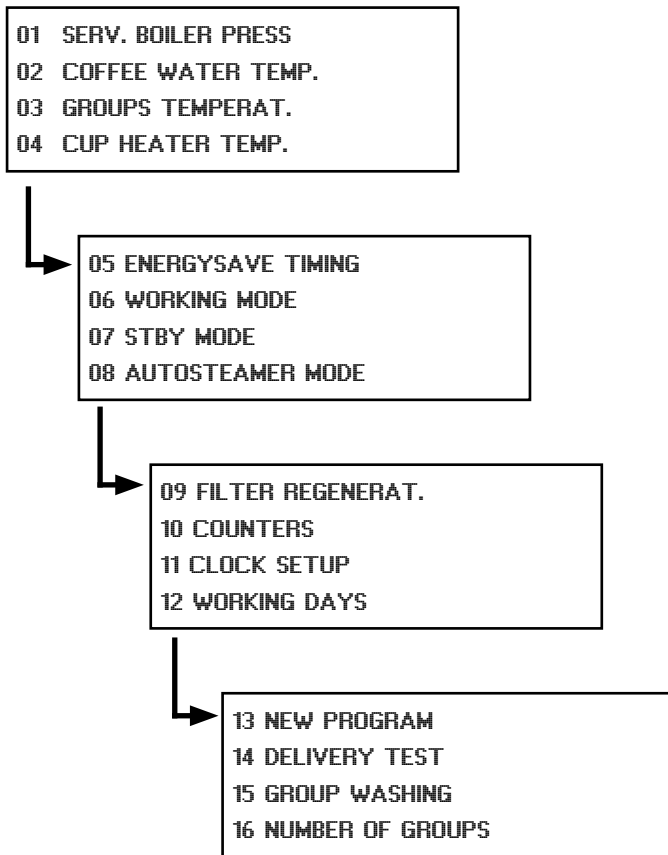 01 SERV. BOILER PRESS
02 COFFEE WATER TEMP.
03 GROUPS TEMPERAT.
04 CUP HEATER TEMP.
05 ENERGYSAVE TIMING
06 WORKING MODE
07 STBY MODE
08 AUTOSTEAMER MODE
09 FILTER REGENERAT.
10 COUNTERS
11 CLOCK SETUP
12 WORKING DAYS
13 NEW PROGRAM
14 DELIVERY TEST
15 GROUP WASHING
16 NUMBER OF GROUPS